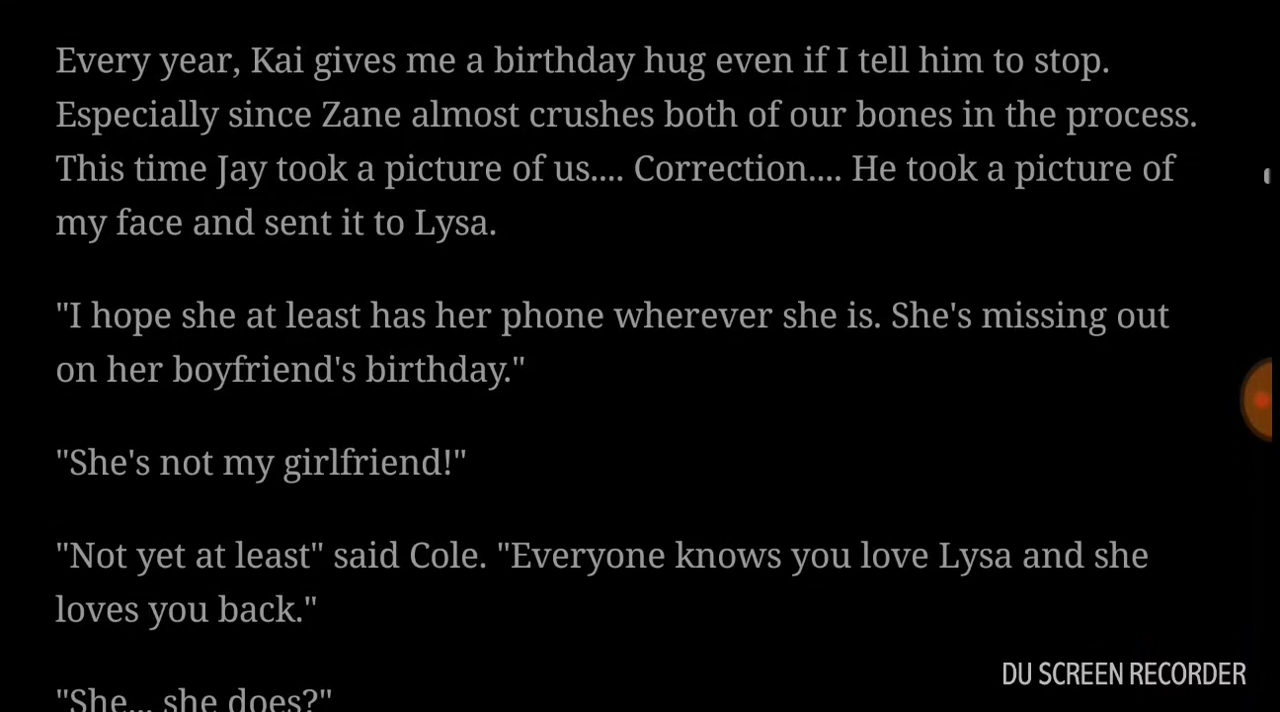 Every year, Kai gives me a birthday hug even if I tell him to stop.
Especially since Zane almost crushes both of our bones in the process.
This time Jay took a picture of us.... Correction.... He took a picture of
my face and sent it to Lysa.
"I hope she at least has her phone wherever she is. She's missing out
on her boyfriend's birthday."
"She's not my girlfriend!"
"Not yet at least" said Cole. "Everyone knows you love Lysa and she
loves you back."
DU SCREEN RECORDER
"She... she does?"